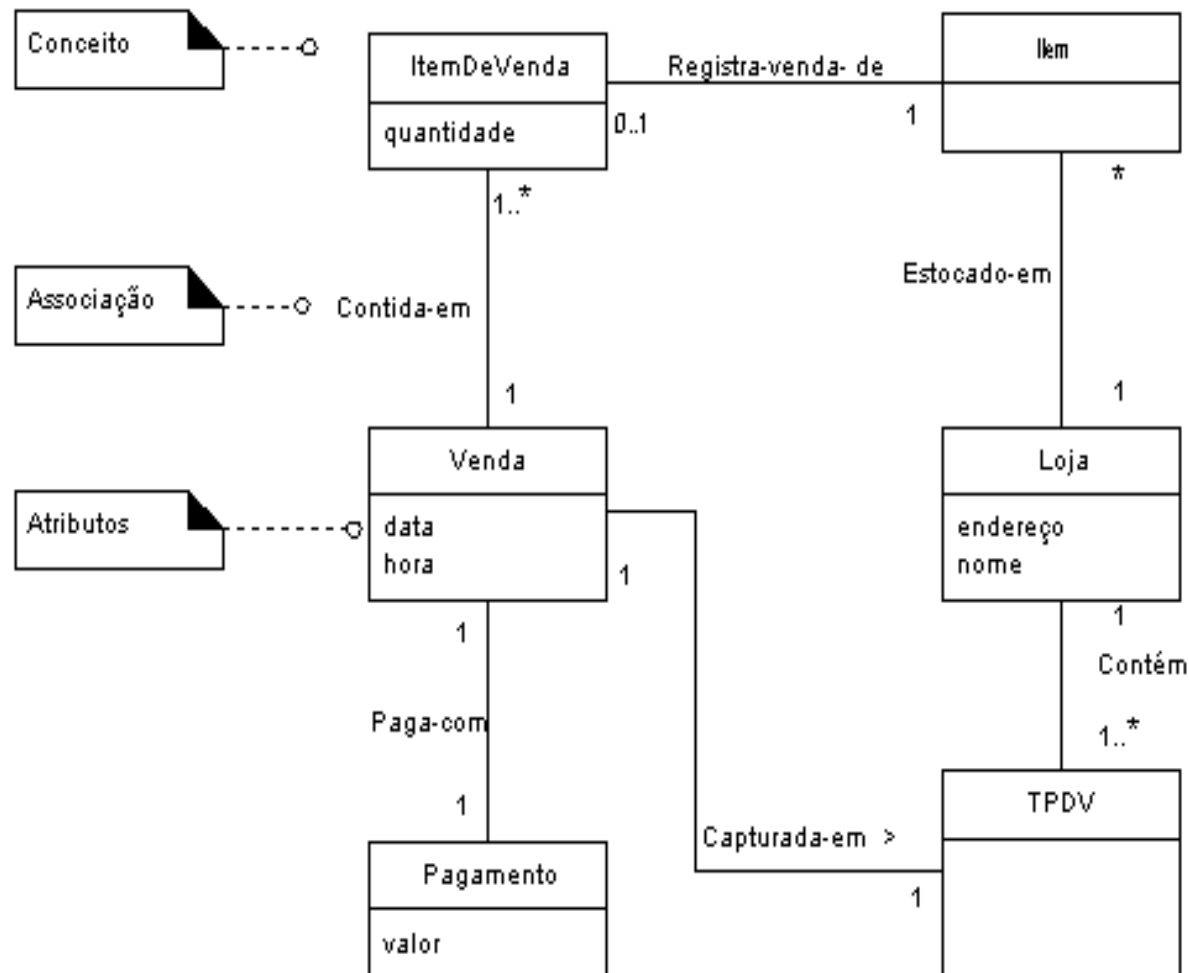 Conceito
ItemDeVenda
quantidade
Registra-venda- de
0..1
1
Item
1..*
*
Associação
Contida-em
Estocado-em
1
1
Atributos
Venda
data
hora
1
Loja
endereço
nome
1
1
Paga-com
Contém
1..*
1
Capturada-em >
1
TPDV
Pagamento
valor